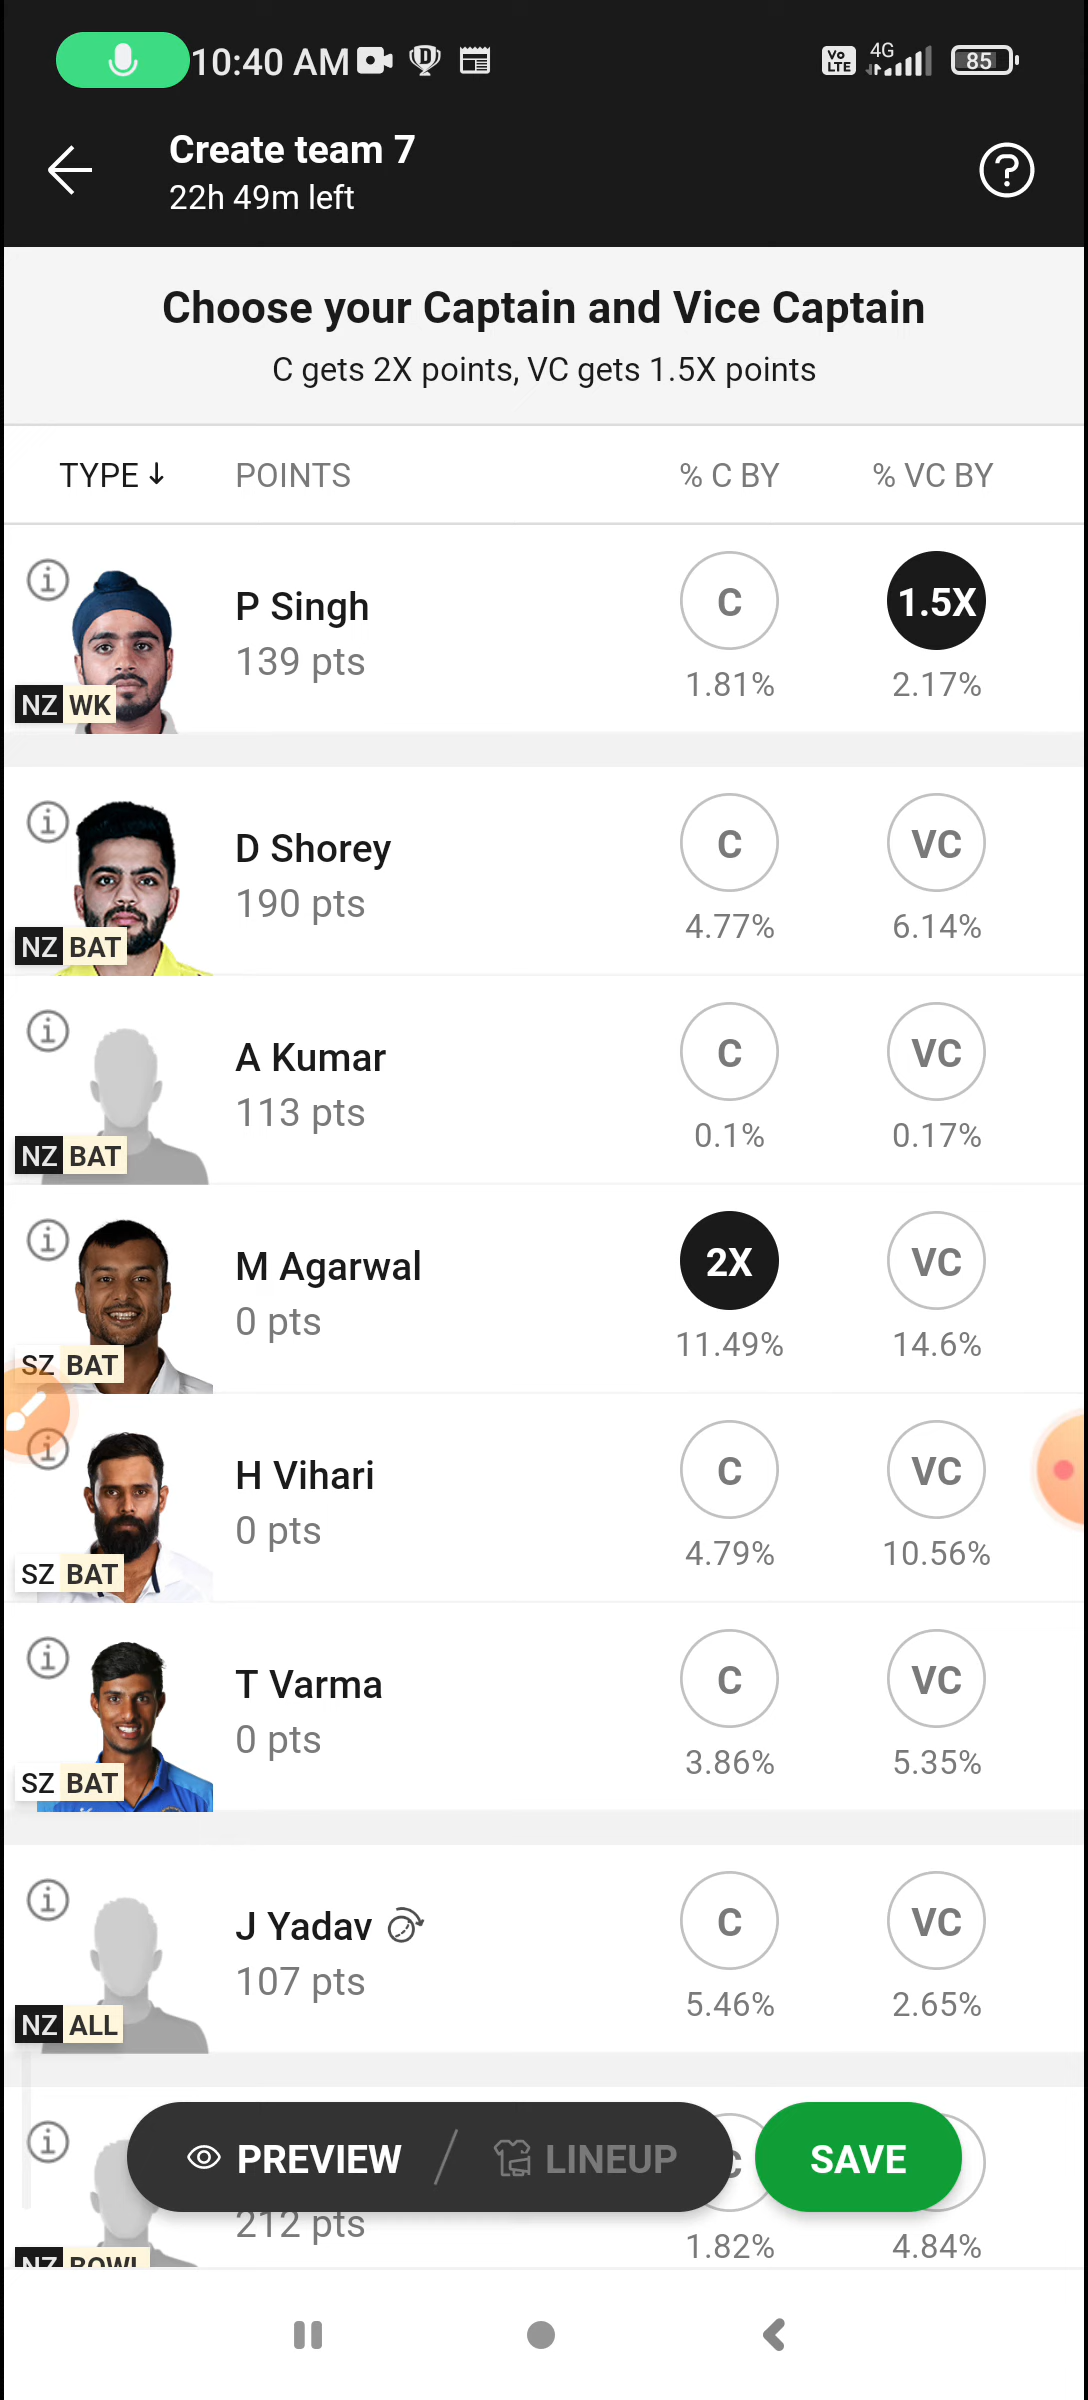 10:40 AM
Vo LTE 4G 85
Create team 7
22h 49m left
Choose your Captain and Vice Captain
C gets 2X points, VC gets 1.5X points
TYPE ↓ POINTS % C BY % VC BY
P Singh C 1.5X
139 pts 1.81% 2.17%
NZ WK
D Shorey C VC
190 pts 4.77% 6.14%
NZ BAT
A Kumar C VC
113 pts 0.1% 0.17%
NZ BAT
M Agarwal 2X VC
0 pts 11.49% 14.6%
SZ BAT
H Vihari C VC
0 pts 4.79% 10.56%
SZ BAT
T Varma C VC
0 pts 3.86% 5.35%
SZ BAT
J Yadav C VC
107 pts 5.46% 2.65%
NZ ALL
PREVIEW / LINEUP SAVE
212 pts 1.82% 4.84%
NZ BOWL